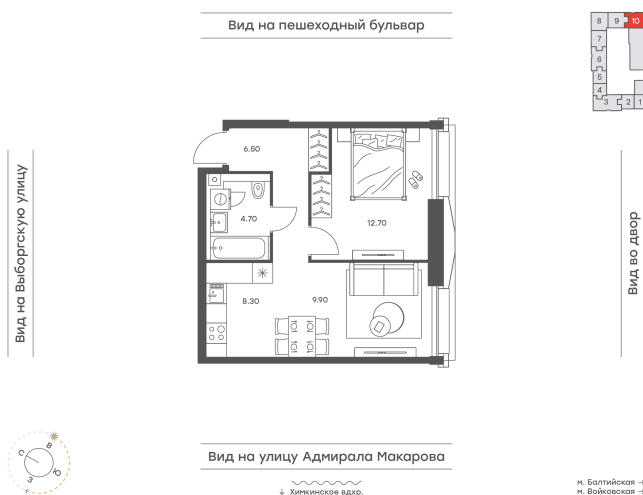 Вид на пешеходный бульвар
8 9 10
7
6
5
4
3 2 1
Вид на Выборгскую улицу
Вид во двор
6.50
4.70
12.70
8.30
9.90
Вид на улицу Адмирала Макарова
↓ Химкинское вдхр.
С В
З Ю
м. Балтийская
м. Войковская